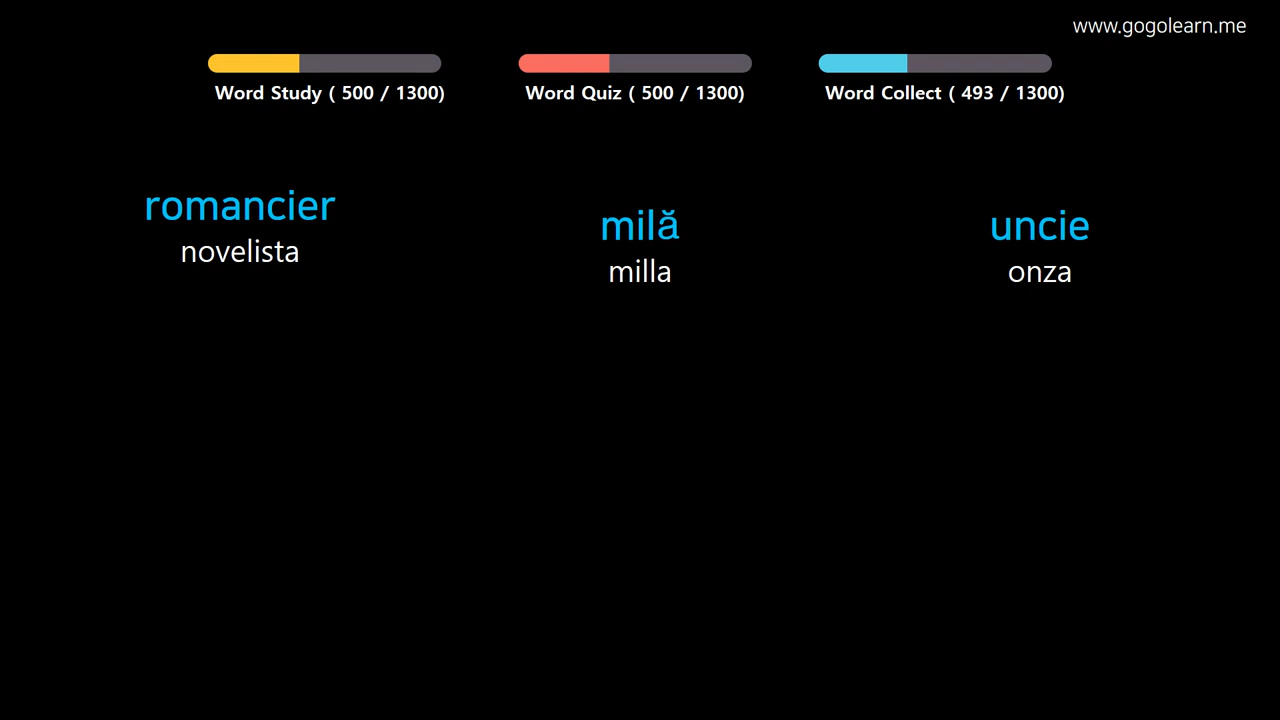 www.gogolearn.me
Word Study ( 500 / 1300)
Word Quiz ( 500 / 1300)
Word Collect ( 493 / 1300)
romancier
novelista
milă
milla
uncie
onza